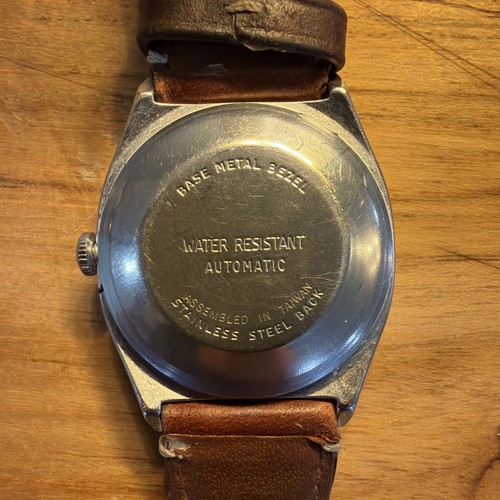 BASE METAL BEZEL
WATER RESISTANT
AUTOMATIC
ASSEMBLED IN TAIWAN
STAINLESS STEEL BACK